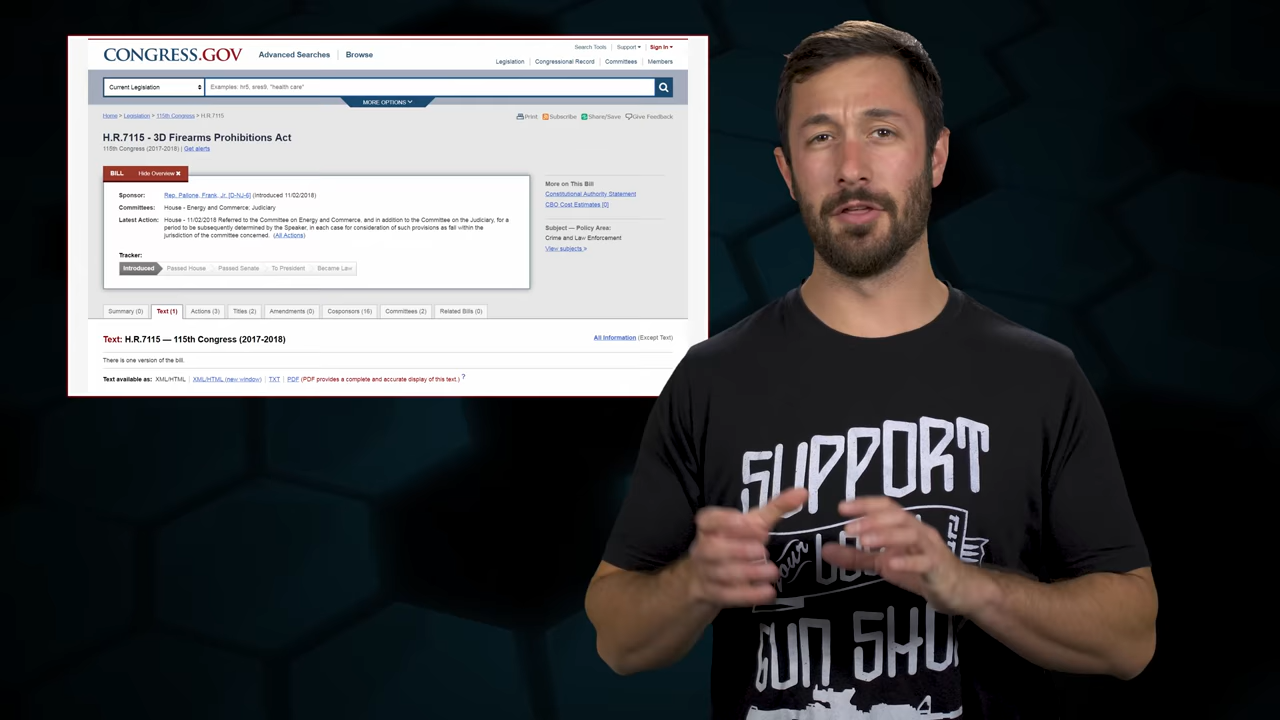 CONGRESS.GOV
Advanced Searches | Browse
Search Tools | Support | Sign In
Legislation | Congressional Record | Committees | Members
Current Legislation
Examples: hr5, sres9, "health care"
MORE OPTIONS
Home > Legislation > 115th Congress > H.R.7115
Print Subscribe Share/Save Give Feedback
H.R.7115 - 3D Firearms Prohibitions Act
115th Congress (2017-2018) | Get alerts
BILL Hide Overview x
Sponsor: Rep. Pallone, Frank, Jr. [D-NJ-6] (Introduced 11/02/2018)
Committees: House - Energy and Commerce; Judiciary
Latest Action: House - 11/02/2018 Referred to the Committee on Energy and Commerce, and in addition to the Committee on the Judiciary, for a
period to be subsequently determined by the Speaker, in each case for consideration of such provisions as fall within the
jurisdiction of the committee concerned. (All Actions)
Tracker:
Introduced Passed House Passed Senate To President Became Law
More on This Bill
Constitutional Authority Statement
CBO Cost Estimates [0]
Subject — Policy Area:
Crime and Law Enforcement
View subjects »
Summary (0) Text (1) Actions (3) Titles (2) Amendments (0) Cosponsors (16) Committees (2) Related Bills (0)
Text: H.R.7115 — 115th Congress (2017-2018)
All Information (Except Text)
There is one version of the bill.
Text available as: XML/HTML | XML/HTML (new window) | TXT | PDF (PDF provides a complete and accurate display of this text.) ?
SUPPORT
your
GUN SHO